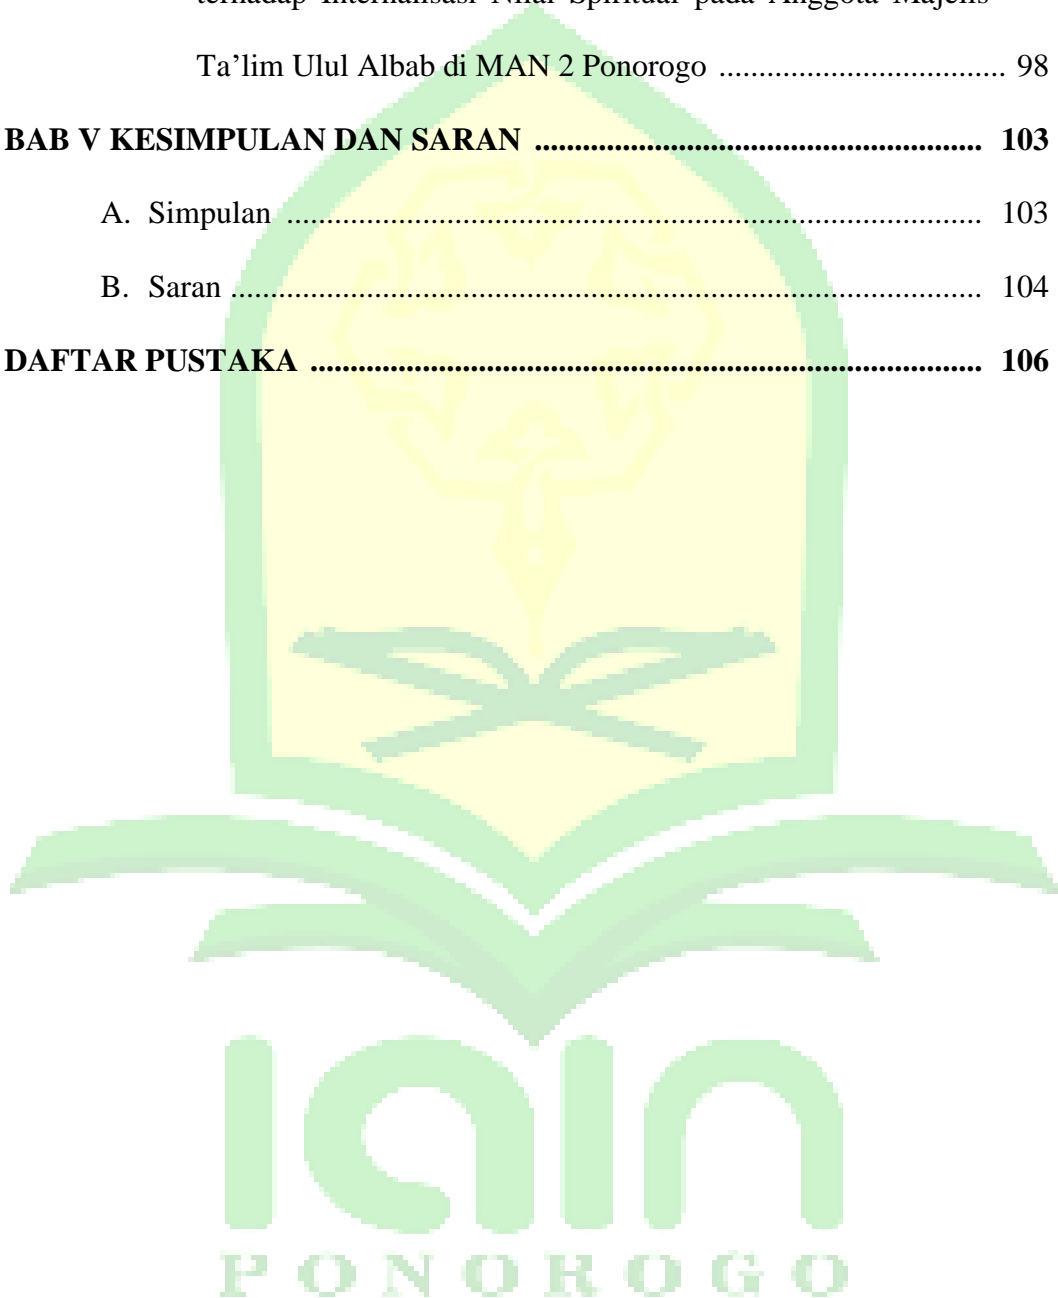 terhadap Internalisasi Nilai Spiritual pada Anggota Majelis
Ta’lim Ulul Albab di MAN 2 Ponorogo .................................... 98
BAB V KESIMPULAN DAN SARAN ........................................................ 103
A. Simpulan ....................................................................................... 103
B. Saran .............................................................................................. 104
DAFTAR PUSTAKA .................................................................................... 106
iain
PONOROGO